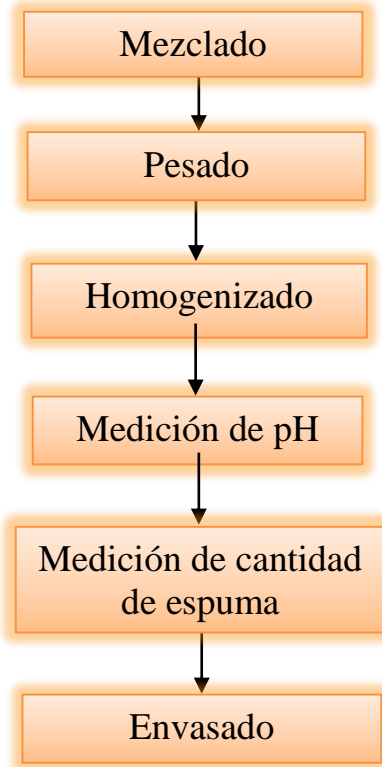 Mezclado
Pesado
Homogenizado
Medición de pH
Medición de cantidad
de espuma
Envasado